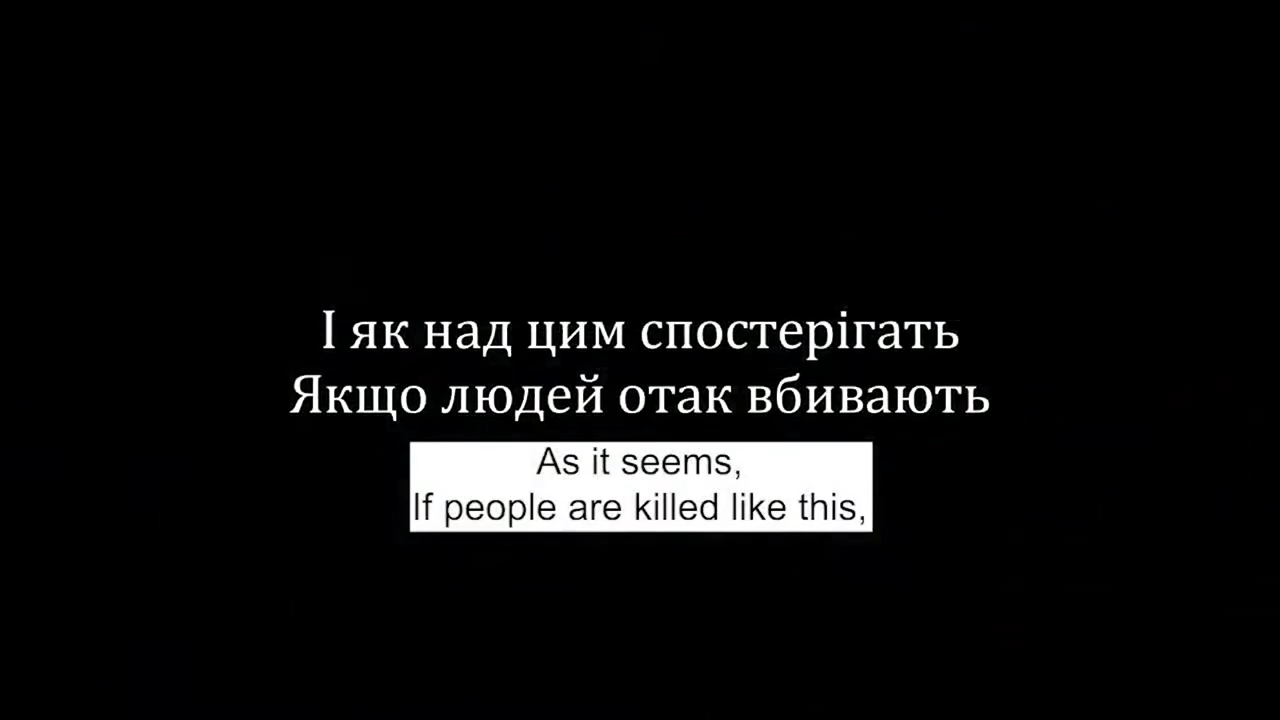 І як над цим спостерігать
Якщо людей отак вбивають
As it seems,
If people are killed like this,